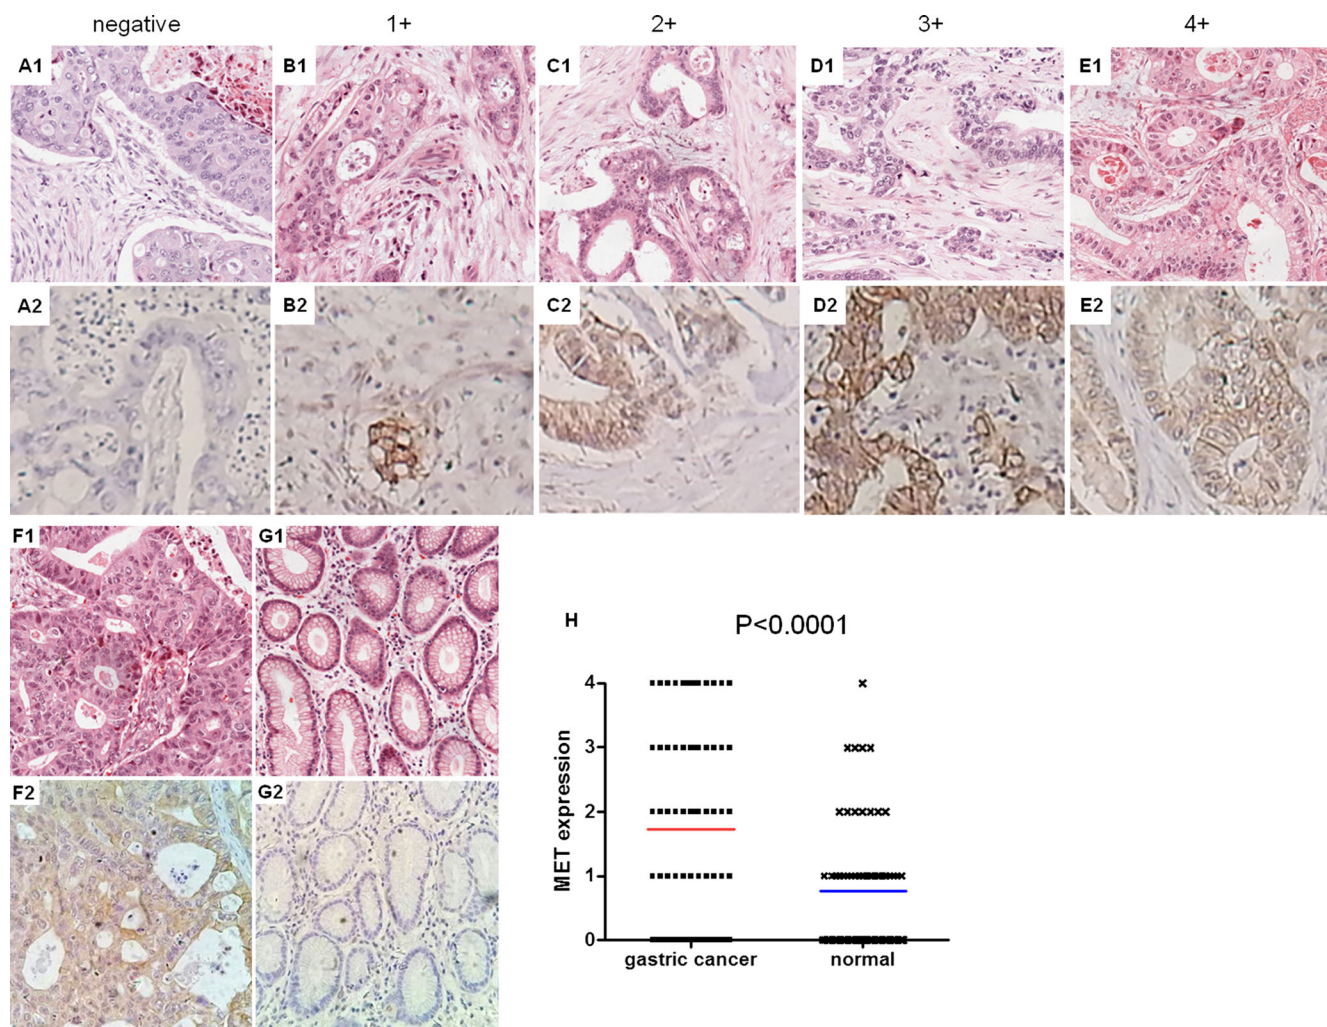 negative 1+ 2+ 3+ 4+
A1 B1 C1 D1 E1
A2 B2 C2 D2 E2
F1 G1
F2 G2
H
P<0.0001
MET expression
4
3
2
1
0
gastric cancer normal